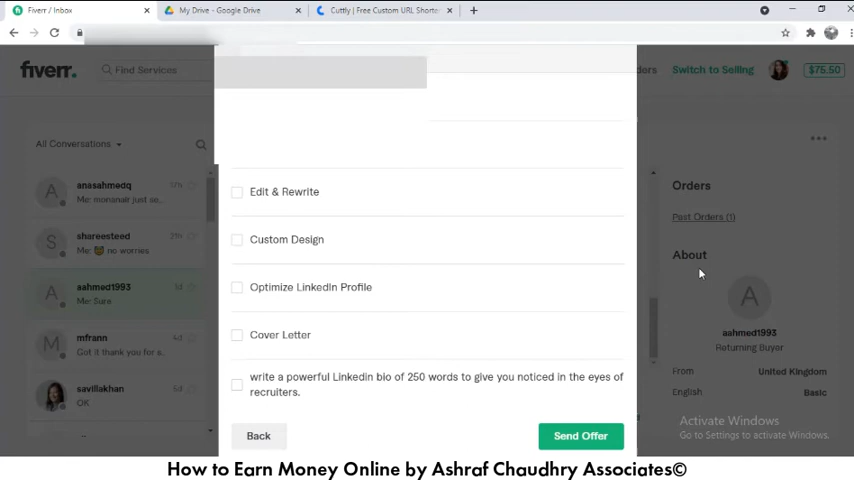 Fiverr / Inbox
My Drive - Google Drive
Cuttly | Free Custom URL Shorte
fiverr.
Find Services
Switch to Selling
$75.50
All Conversations
anasahmedq 17h
shareesteed 21h
Me: 😸 no worries
aahmed1993 1d
Me: Sure
mfrann 4d
Got it thank you for s..
savillakhan 5d
OK
Edit & Rewrite
Custom Design
Optimize LinkedIn Profile
Cover Letter
write a powerful Linkedin bio of 250 words to give you noticed in the eyes of
recruiters.
Back
Send Offer
Orders
Past Orders (1)
About
aahmed1993
Returning Buyer
From United Kingdom
English Basic
Activate Windows
Go to Settings to activate Windows.
How to Earn Money Online by Ashraf Chaudhry Associates©